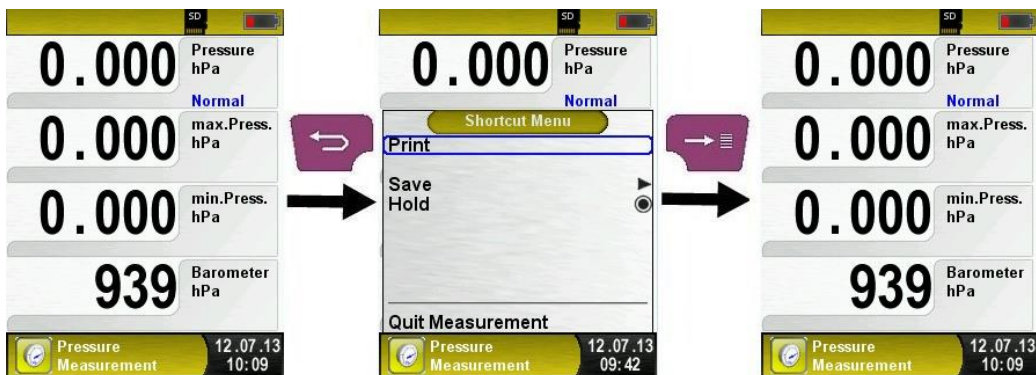 SD
0.000 Pressure
hPa
Normal
0.000 max.Press.
hPa
0.000 min.Press.
hPa
939 Barometer
hPa
Pressure
Measurement
12.07.13
10:09
SD
0.000 Pressure
hPa
Normal
Shortcut Menu
Print
Save
Hold
Quit Measurement
Pressure
Measurement
12.07.13
09:42
SD
0.000 Pressure
hPa
Normal
0.000 max.Press.
hPa
0.000 min.Press.
hPa
939 Barometer
hPa
Pressure
Measurement
12.07.13
10:09